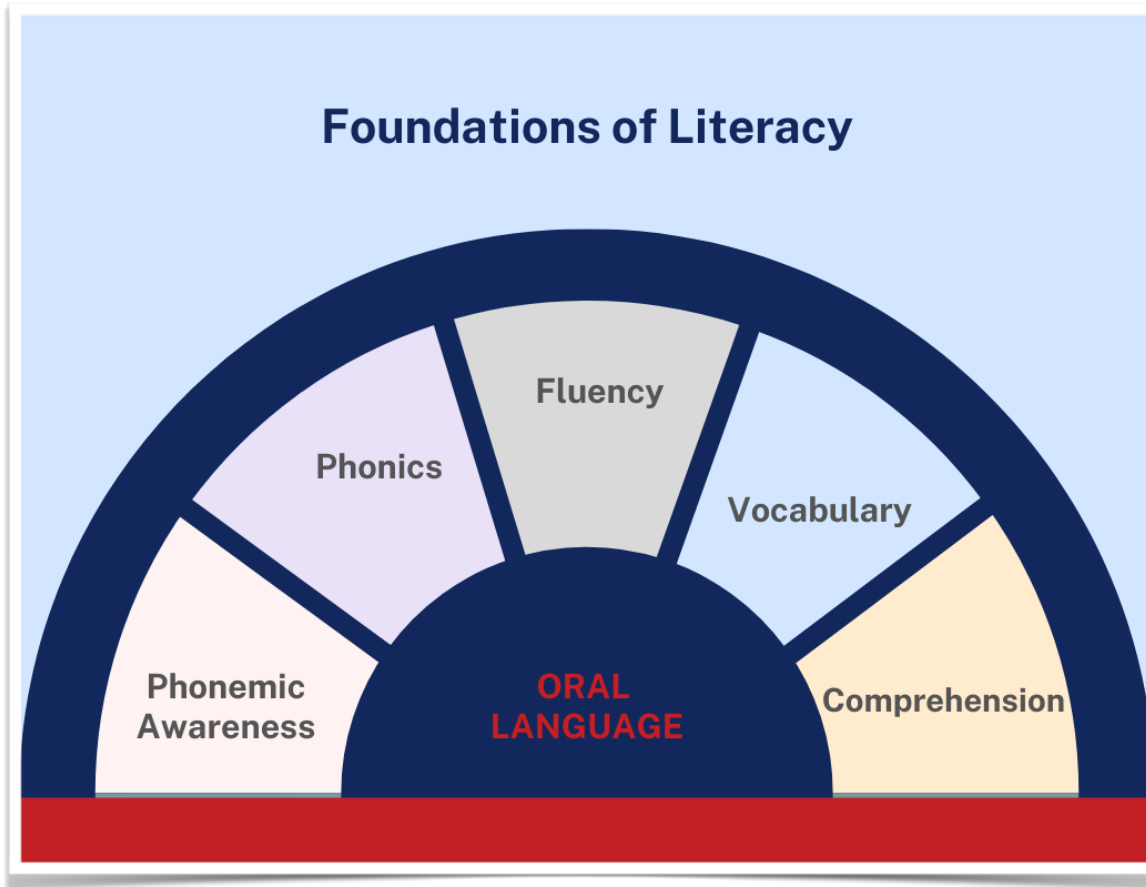 Foundations of Literacy
Fluency
Phonics
Vocabulary
Phonemic
Awareness
ORAL
LANGUAGE
Comprehension